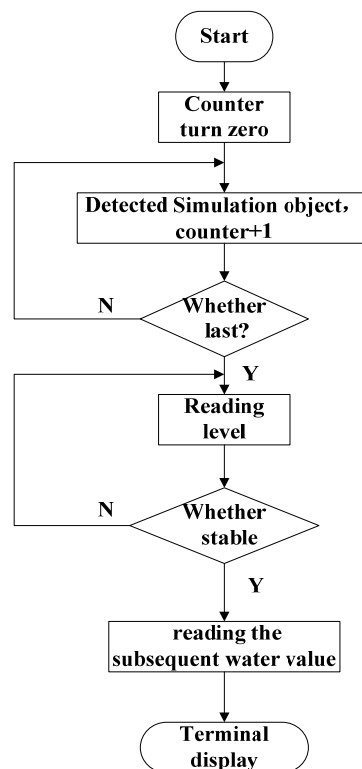 Start
Counter
turn zero
Detected Simulation object,
counter+1
Whether
last?
N
Y
Reading
level
Whether
stable
N
Y
reading the
subsequent water value
Terminal
display